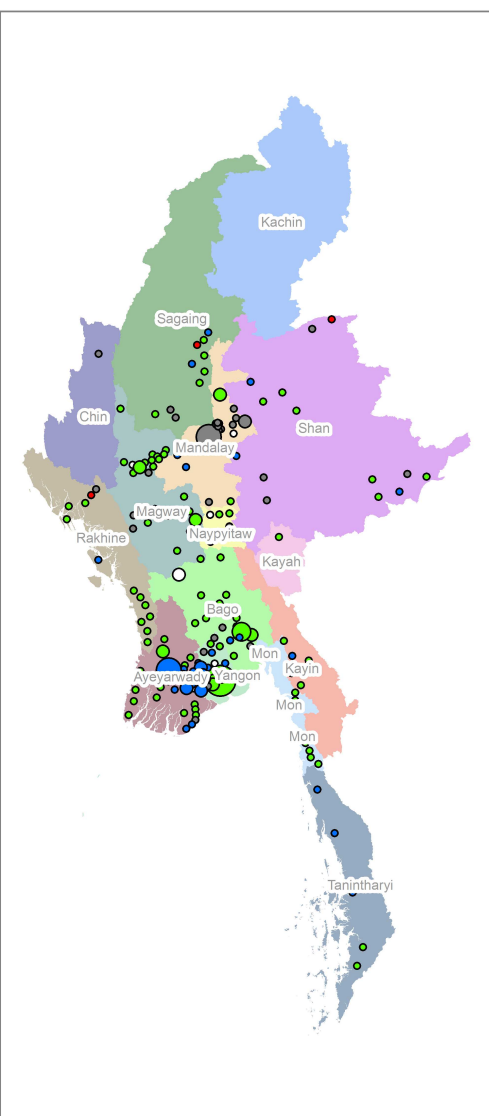 Kachin
Sagaing
Chin
Shan
Mandalay
Magway
Rakhine
Naypyitaw
Kayah
Bago
Mon
Kayin
Ayeyarwady
Yangon
Mon
Mon
Tanintharyi